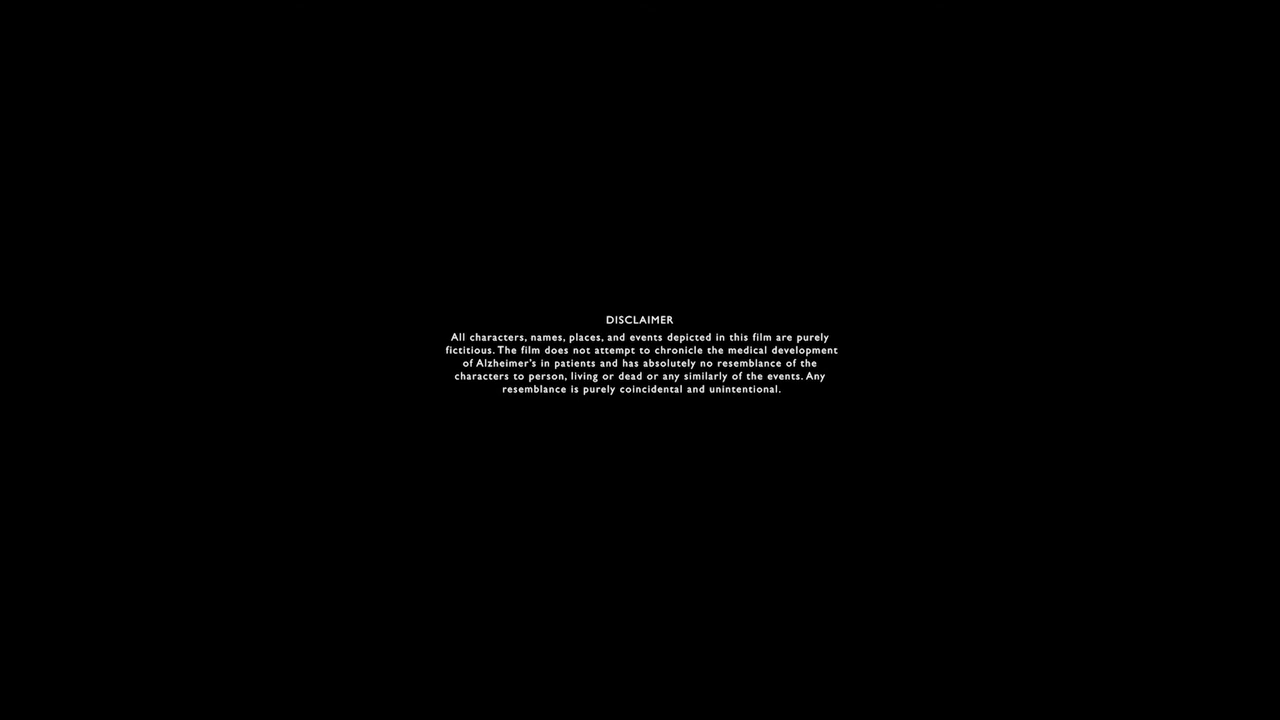 DISCLAIMER
All characters, names, places, and events depicted in this film are purely
fictitious. The film does not attempt to chronicle the medical development
of Alzheimer's in patients and has absolutely no resemblance of the
characters to person, living or dead or any similarly of the events. Any
resemblance is purely coincidental and unintentional.